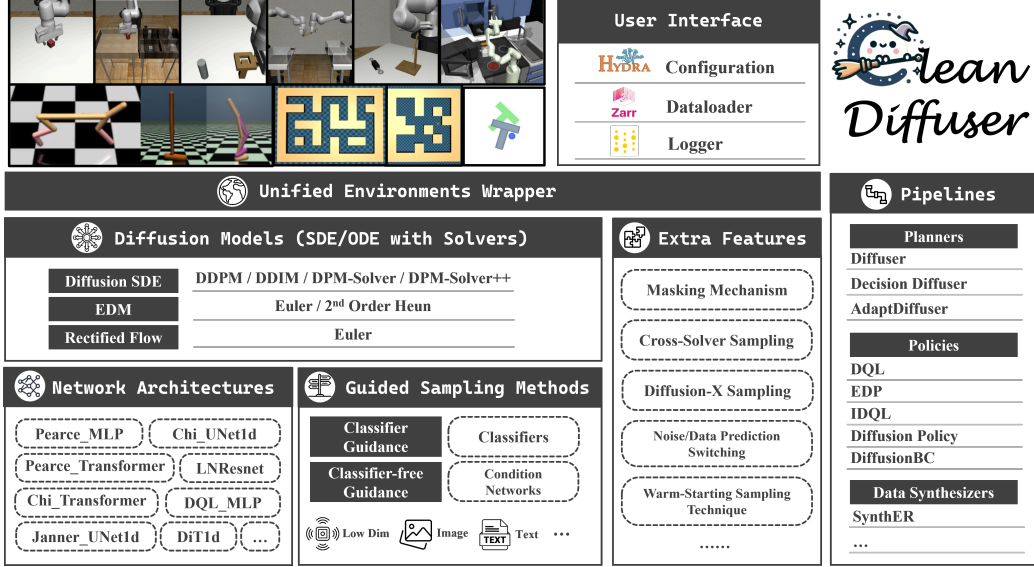 User Interface
HYDRA
Configuration
Zarr
Dataloader
Logger
Clean
Diffuser
Unified Environments Wrapper
Pipelines
Diffusion Models (SDE/ODE with Solvers)
Diffusion SDE
DDPM / DDIM / DPM-Solver / DPM-Solver++
EDM
Euler / 2nd Order Heun
Rectified Flow
Euler
Network Architectures
Pearce_MLP
Chi_UNet1d
Pearce_Transformer
LNResnet
Chi_Transformer
DQL_MLP
Janner_UNet1d
DiT1d
...
Guided Sampling Methods
Classifier
Guidance
Classifiers
Classifier-free
Guidance
Condition
Networks
Low Dim
Image
TEXT
Text
...
Extra Features
Masking Mechanism
Cross-Solver Sampling
Diffusion-X Sampling
Noise/Data Prediction
Switching
Warm-Starting Sampling
Technique
......
Planners
Diffuser
Decision Diffuser
AdaptDiffuser
Policies
DQL
EDP
IDQL
Diffusion Policy
DiffusionBC
Data Synthesizers
SynthER
...